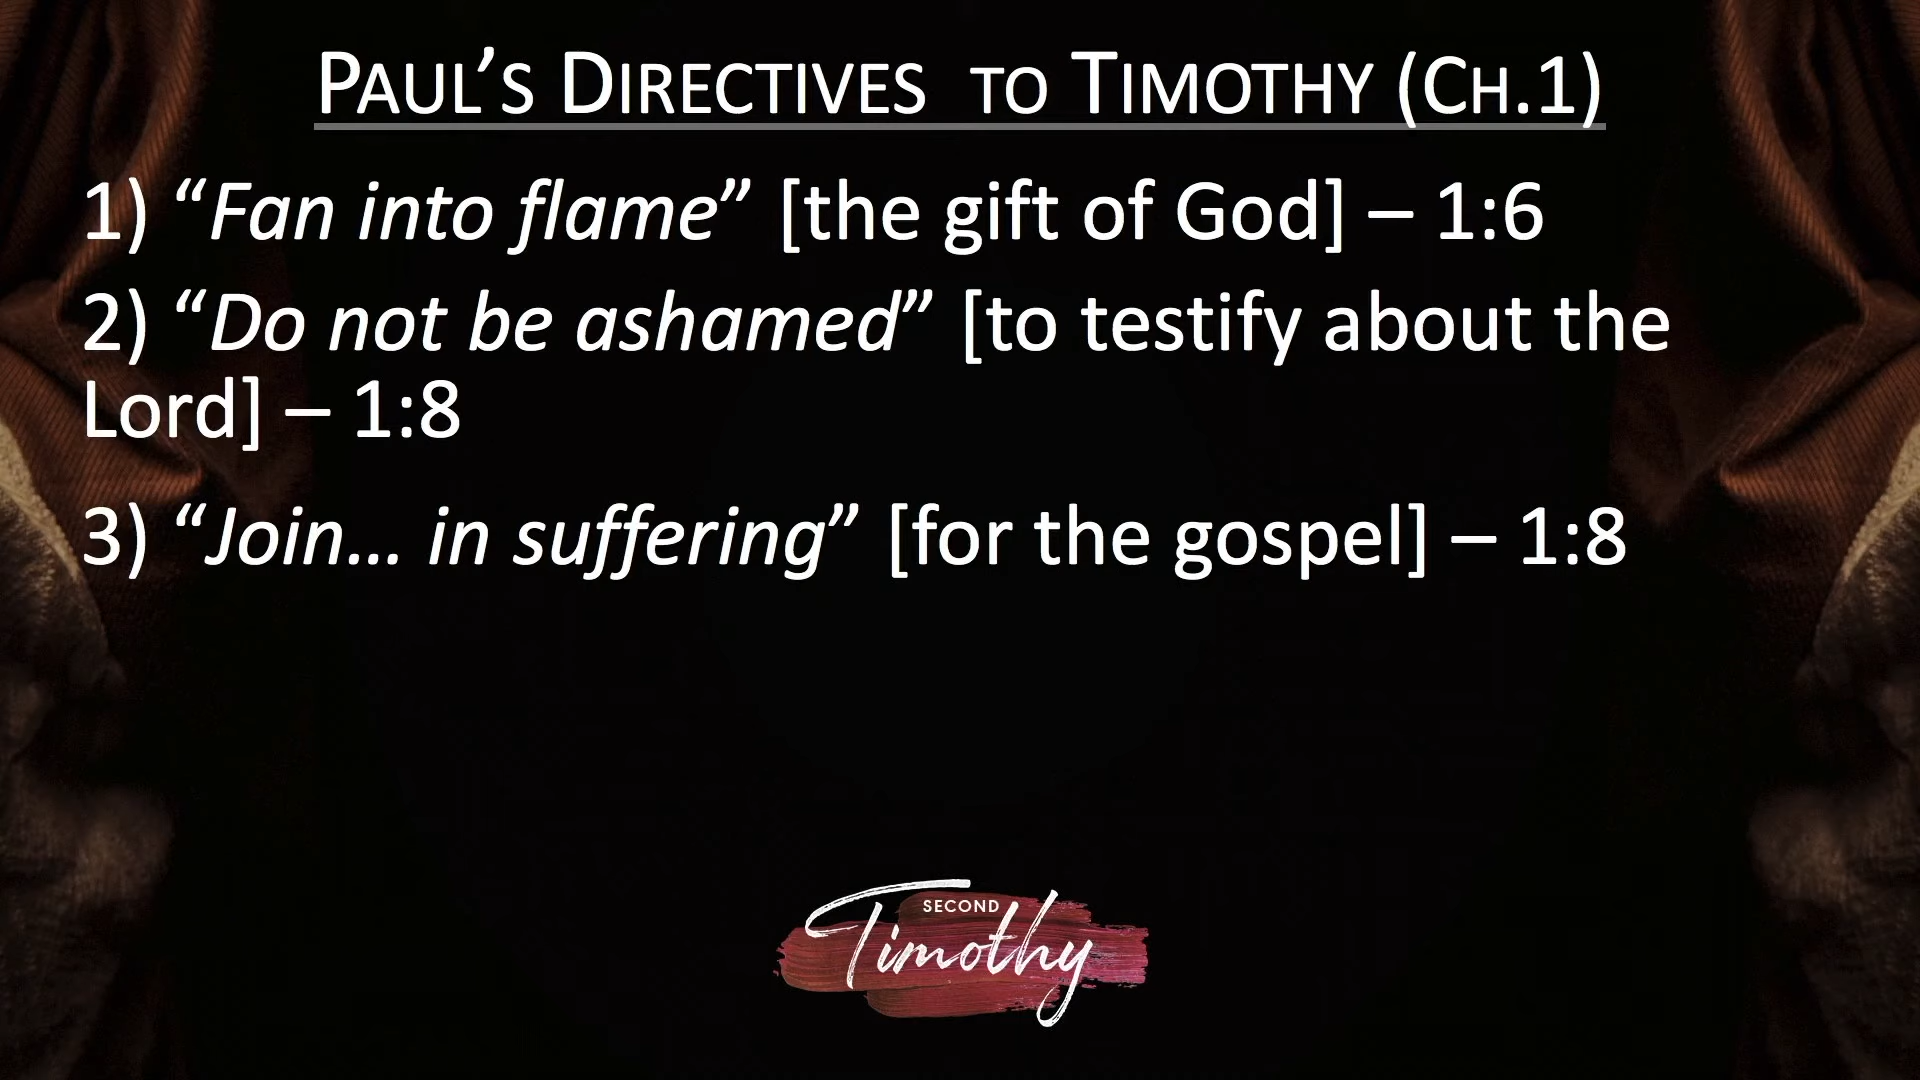 PAUL’S DIRECTIVES TO TIMOTHY (CH.1)
1) “Fan into flame” [the gift of God] – 1:6
2) “Do not be ashamed” [to testify about the
Lord] – 1:8
3) “Join... in suffering” [for the gospel] – 1:8
SECOND
Timothy